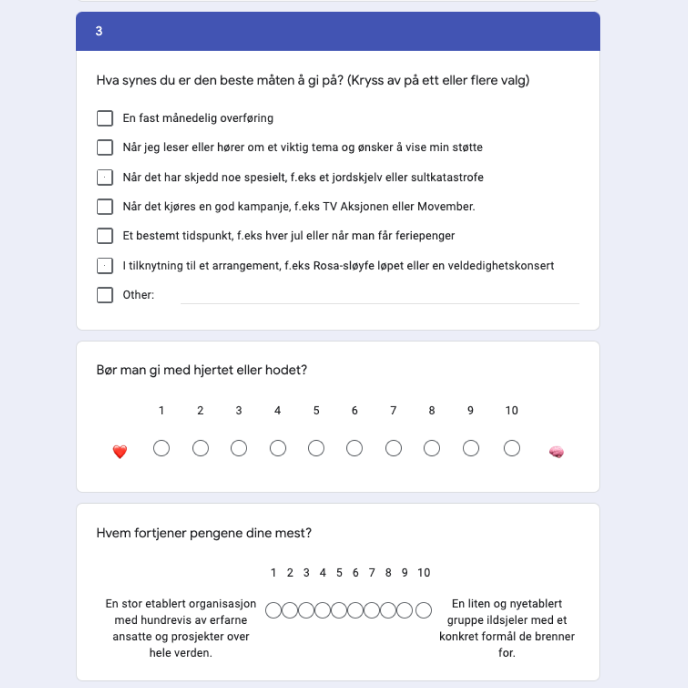 3
Hva synes du er den beste måten å gi på? (Kryss av på ett eller flere valg)
En fast månedelig overføring
Når jeg leser eller hører om et viktig tema og ønsker å vise min støtte
Når det har skjedd noe spesielt, f.eks et jordskjelv eller sultkatastrofe
Når det kjøres en god kampanje, f.eks TV Aksjonen eller Movember.
Et bestemt tidspunkt, f.eks hver jul eller når man får feriepenger
I tilknytning til et arrangement, f.eks Rosa-sløyfe løpet eller en veldedighetskonsert
Other:
Bør man gi med hjertet eller hodet?
1 2 3 4 5 6 7 8 9 10
Hvem fortjener pengene dine mest?
1 2 3 4 5 6 7 8 9 10
En stor etablert organisasjon
med hundrevis av erfarne
ansatte og prosjekter over
hele verden.
En liten og nyetablert
gruppe ildsjeler med et
konkret formål de brenner
for.